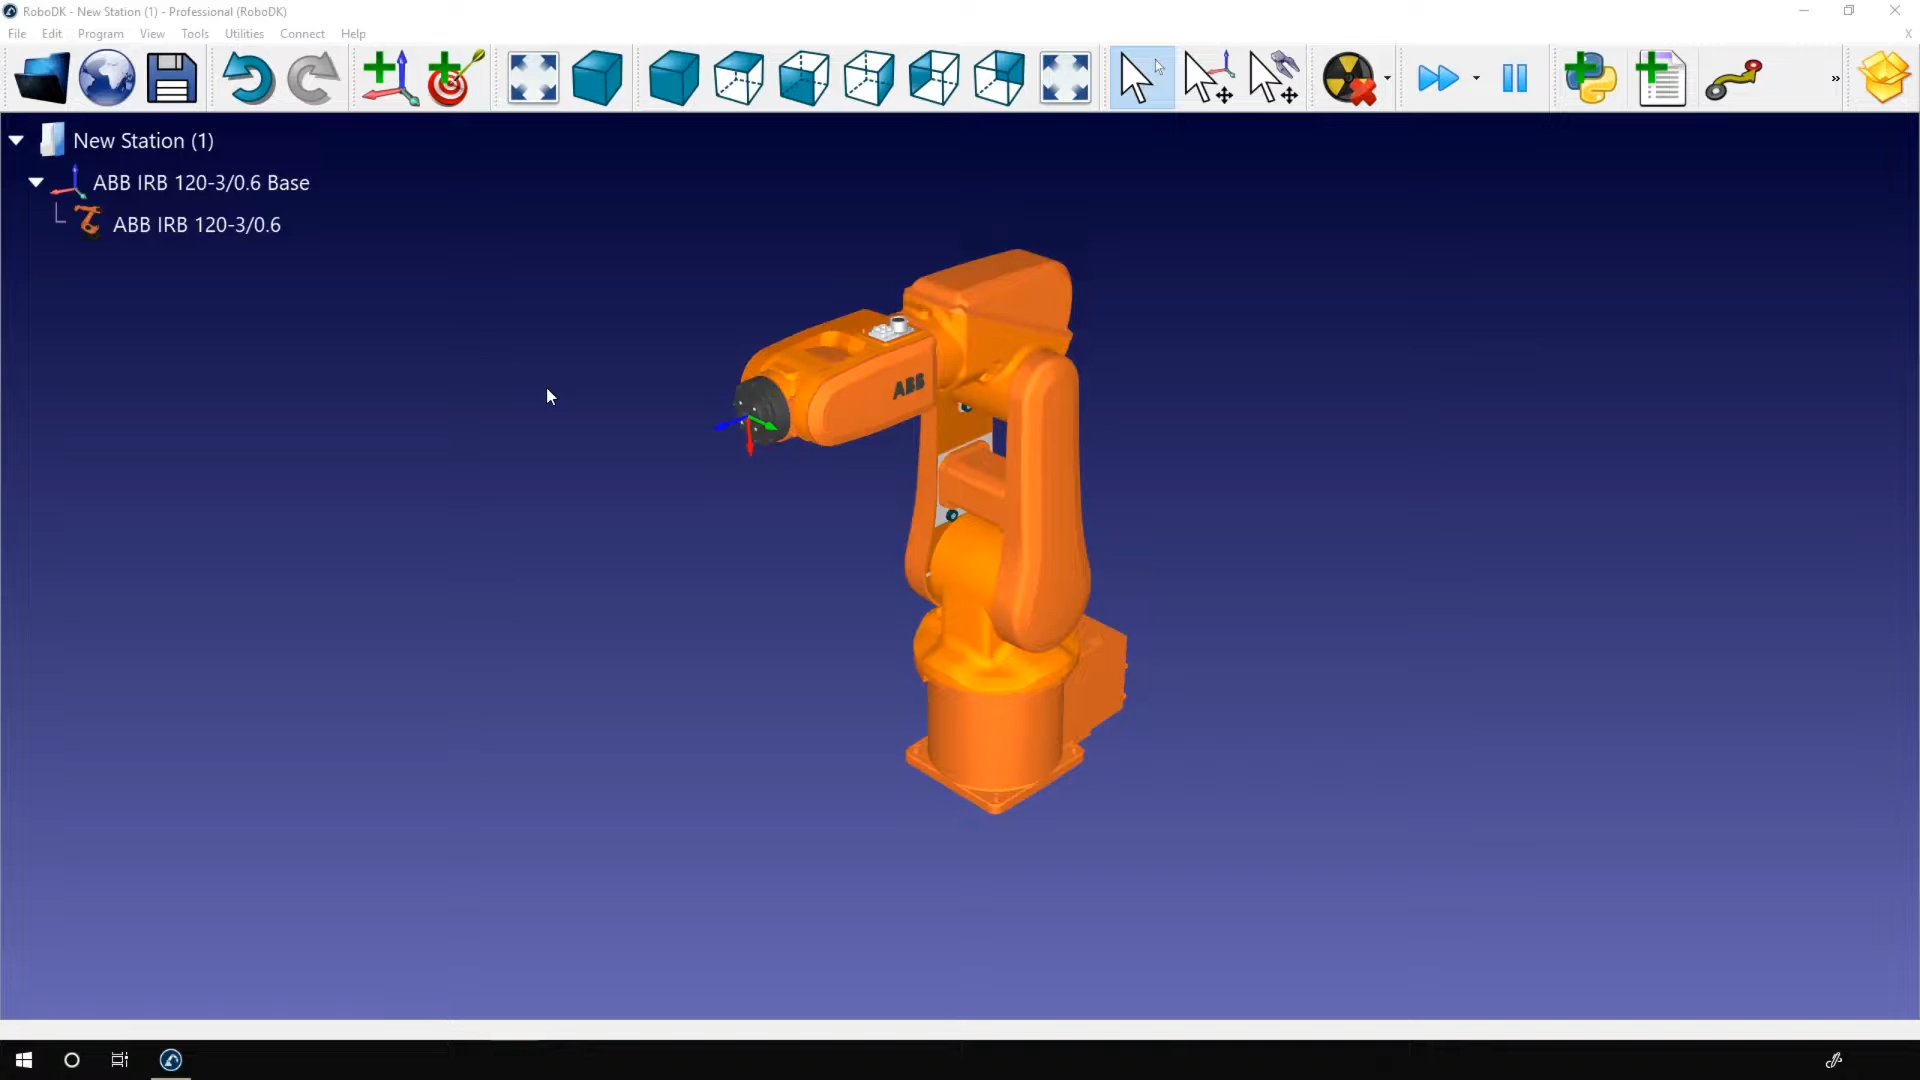 RoboDK - New Station (1) - Professional (RoboDK)
File Edit Program View Tools Utilities Connect Help
New Station (1)
ABB IRB 120-3/0.6 Base
ABB IRB 120-3/0.6
ABB